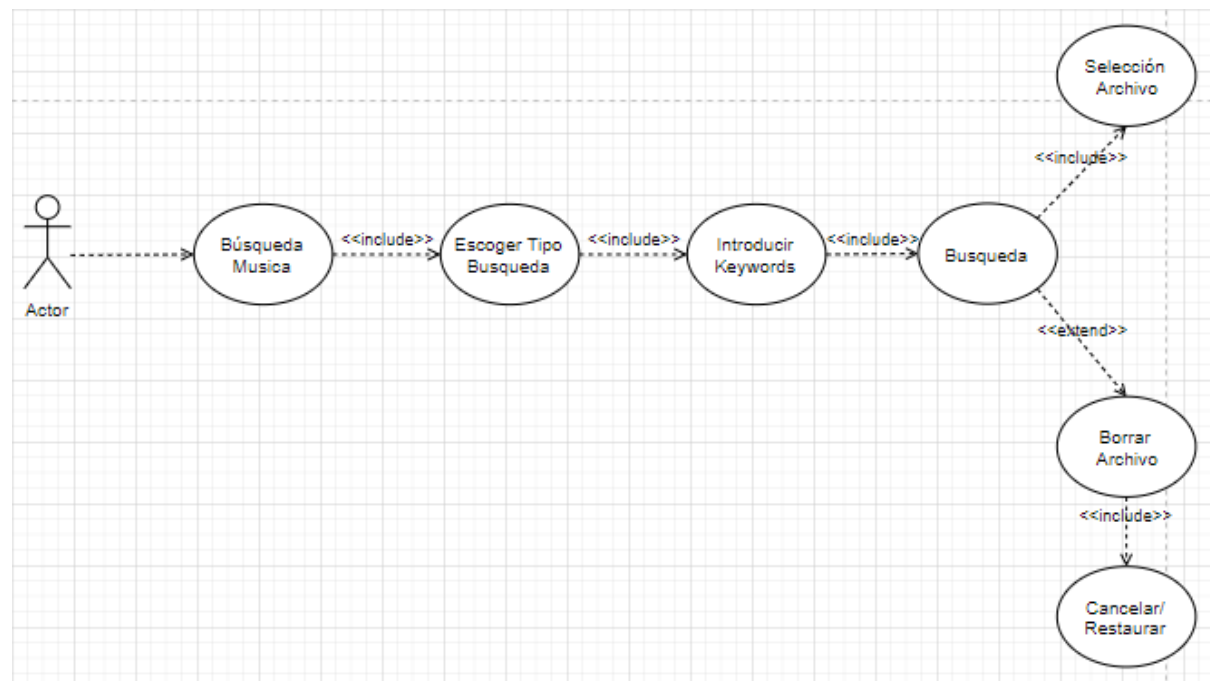 Selección
Archivo
<<include>>
Búsqueda
Musica
<<include>>
Escoger Tipo
Busqueda
<<include>>
Introducir
Keywords
<<include>>
Busqueda
Actor
<<extend>>
Borrar
Archivo
<<include>>
Cancelar/
Restaurar